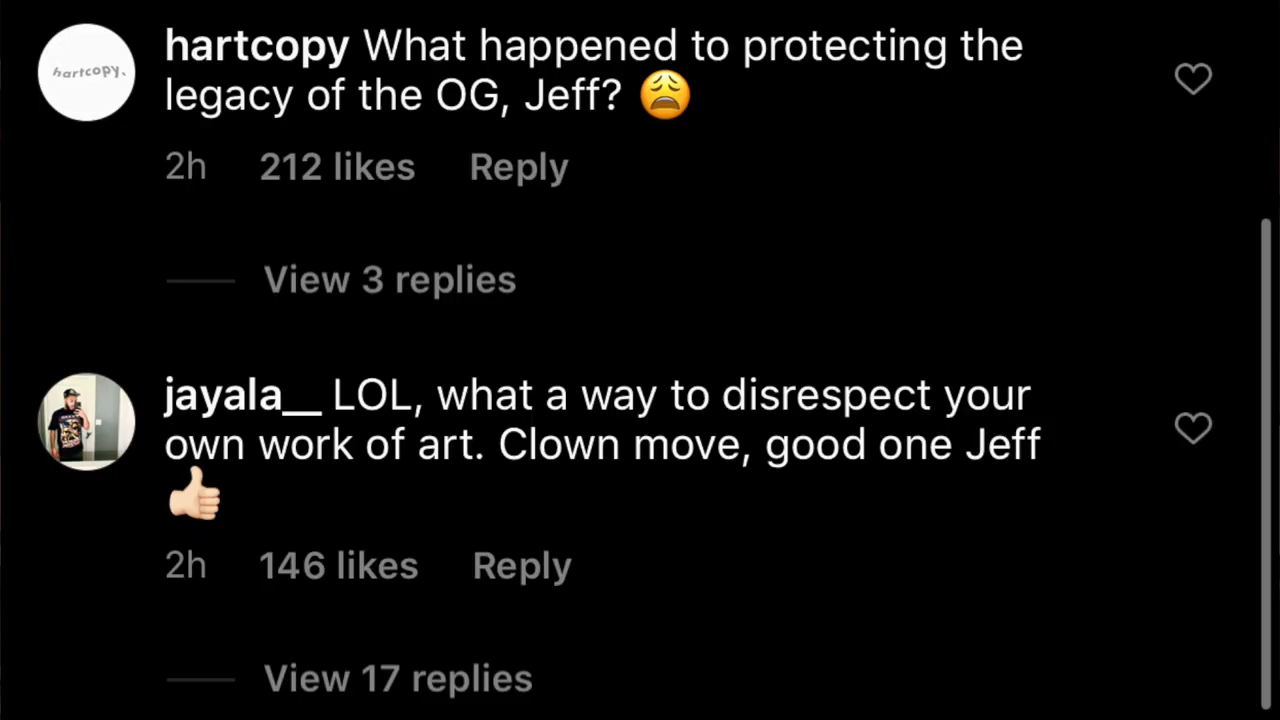 hartcopy.
hartcopy What happened to protecting the
legacy of the OG, Jeff? 😩
2h 212 likes Reply
View 3 replies
jayala__ LOL, what a way to disrespect your
own work of art. Clown move, good one Jeff
👍🏻
2h 146 likes Reply
View 17 replies